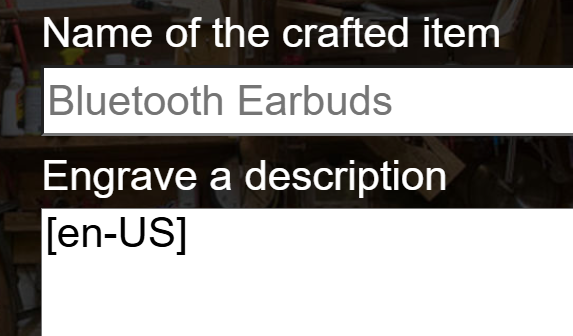 Name of the crafted item
Bluetooth Earbuds
Engrave a description
[en-US]